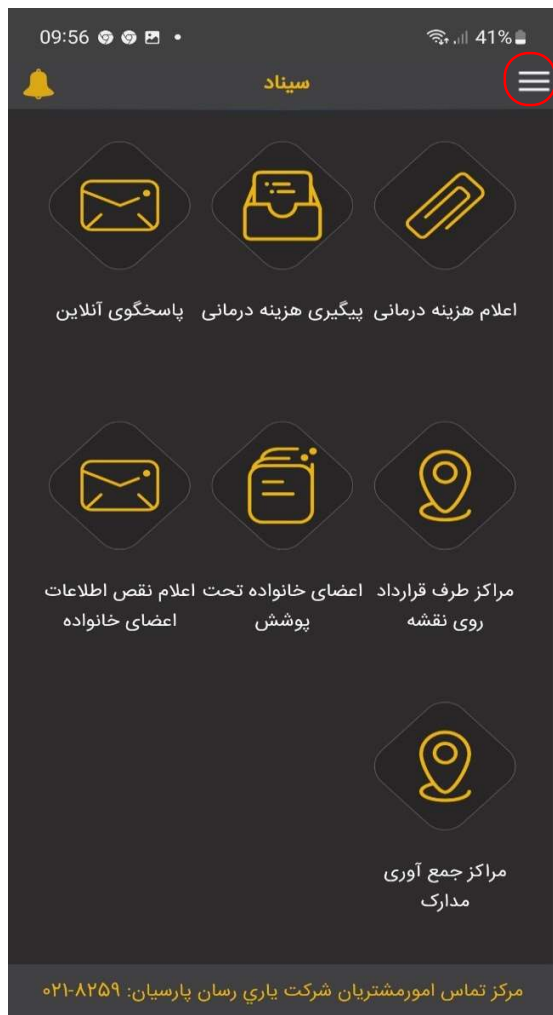 09:56
41%
سیناد
اعلام هزینه درمانی
پیگیری هزینه درمانی
پاسخگوی آنلاین
مراکز طرف قرارداد
روی نقشه
اعضای خانواده تحت
پوشش
اعلام نقص اطلاعات
اعضای خانواده
مراکز جمع آوری
مدارک
مرکز تماس امورمشتریان شرکت یاري رسان پارسیان: ۸۲۵۹-۰۲۱